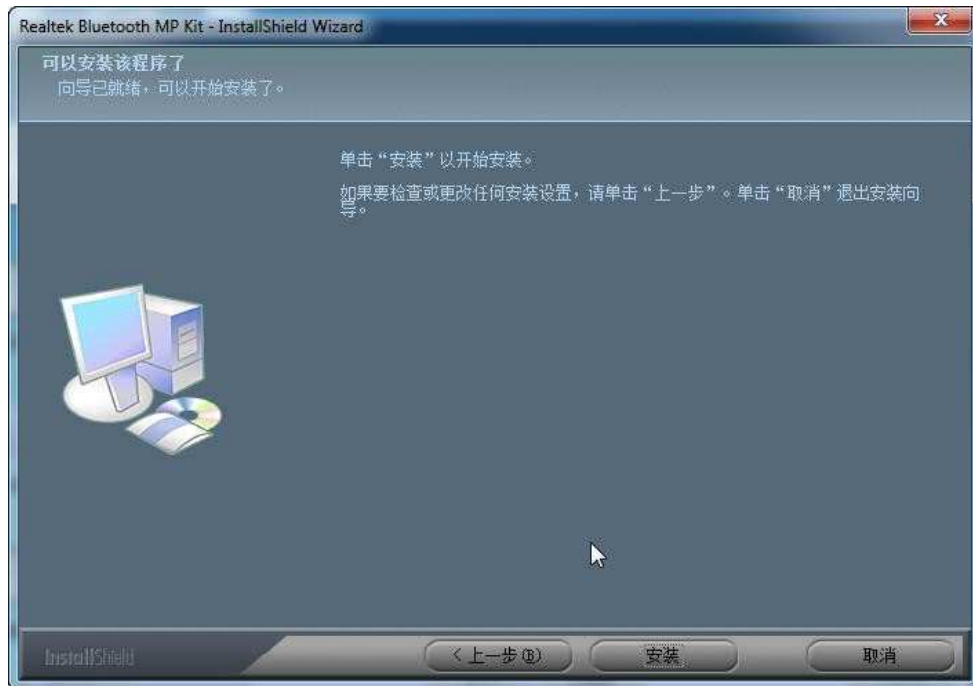 Realtek Bluetooth MP Kit - InstallShield Wizard
可以安装该程序了
向导已就绪，可以开始安装了。
单击“安装”以开始安装。
如果要检查或更改任何安装设置，请单击“上一步”。单击“取消”退出安装向
导。
InstallShield
< 上一步(B)
安装
取消